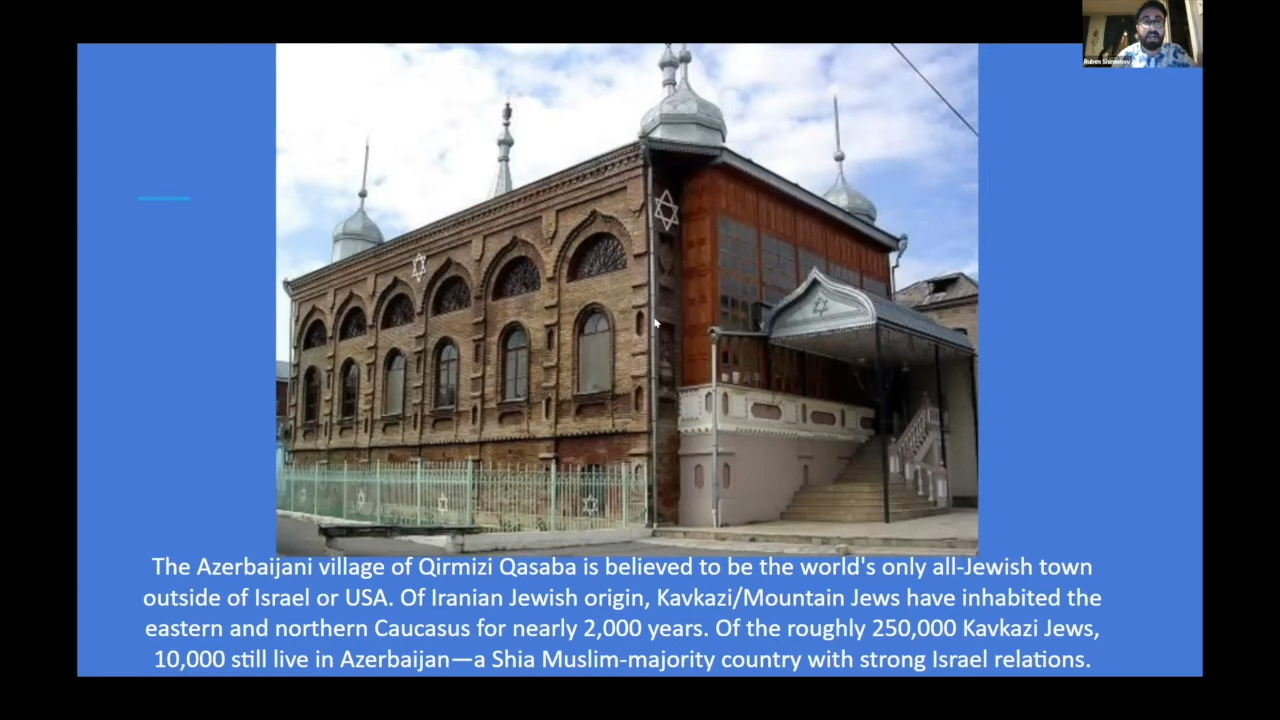 Ruben Shimonov
The Azerbaijani village of Qirmizi Qasaba is believed to be the world's only all-Jewish town
outside of Israel or USA. Of Iranian Jewish origin, Kavkazi/Mountain Jews have inhabited the
eastern and northern Caucasus for nearly 2,000 years. Of the roughly 250,000 Kavkazi Jews,
10,000 still live in Azerbaijan—a Shia Muslim-majority country with strong Israel relations.